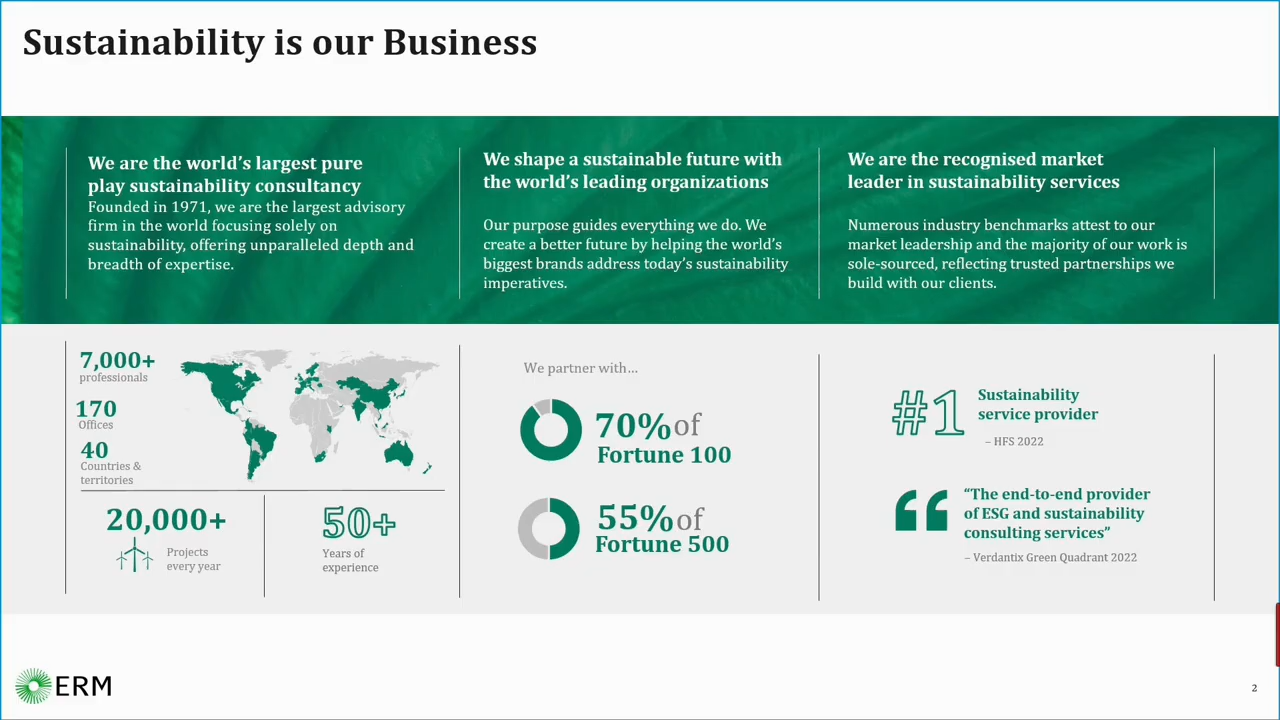 Sustainability is our Business
We are the world's largest pure
play sustainability consultancy
Founded in 1971, we are the largest advisory
firm in the world focusing solely on
sustainability, offering unparalleled depth and
breadth of expertise.
We shape a sustainable future with
the world's leading organizations
Our purpose guides everything we do. We
create a better future by helping the world's
biggest brands address today's sustainability
imperatives.
We are the recognised market
leader in sustainability services
Numerous industry benchmarks attest to our
market leadership and the majority of our work is
sole-sourced, reflecting trusted partnerships we
build with our clients.
7,000+
professionals
170
Offices
40
Countries &
territories
20,000+
Projects
every year
50+
Years of
experience
We partner with…
70% of
Fortune 100
55% of
Fortune 500
#1
Sustainability
service provider
– HFS 2022
“The end-to-end provider
of ESG and sustainability
consulting services”
– Verdantix Green Quadrant 2022
ERM
2